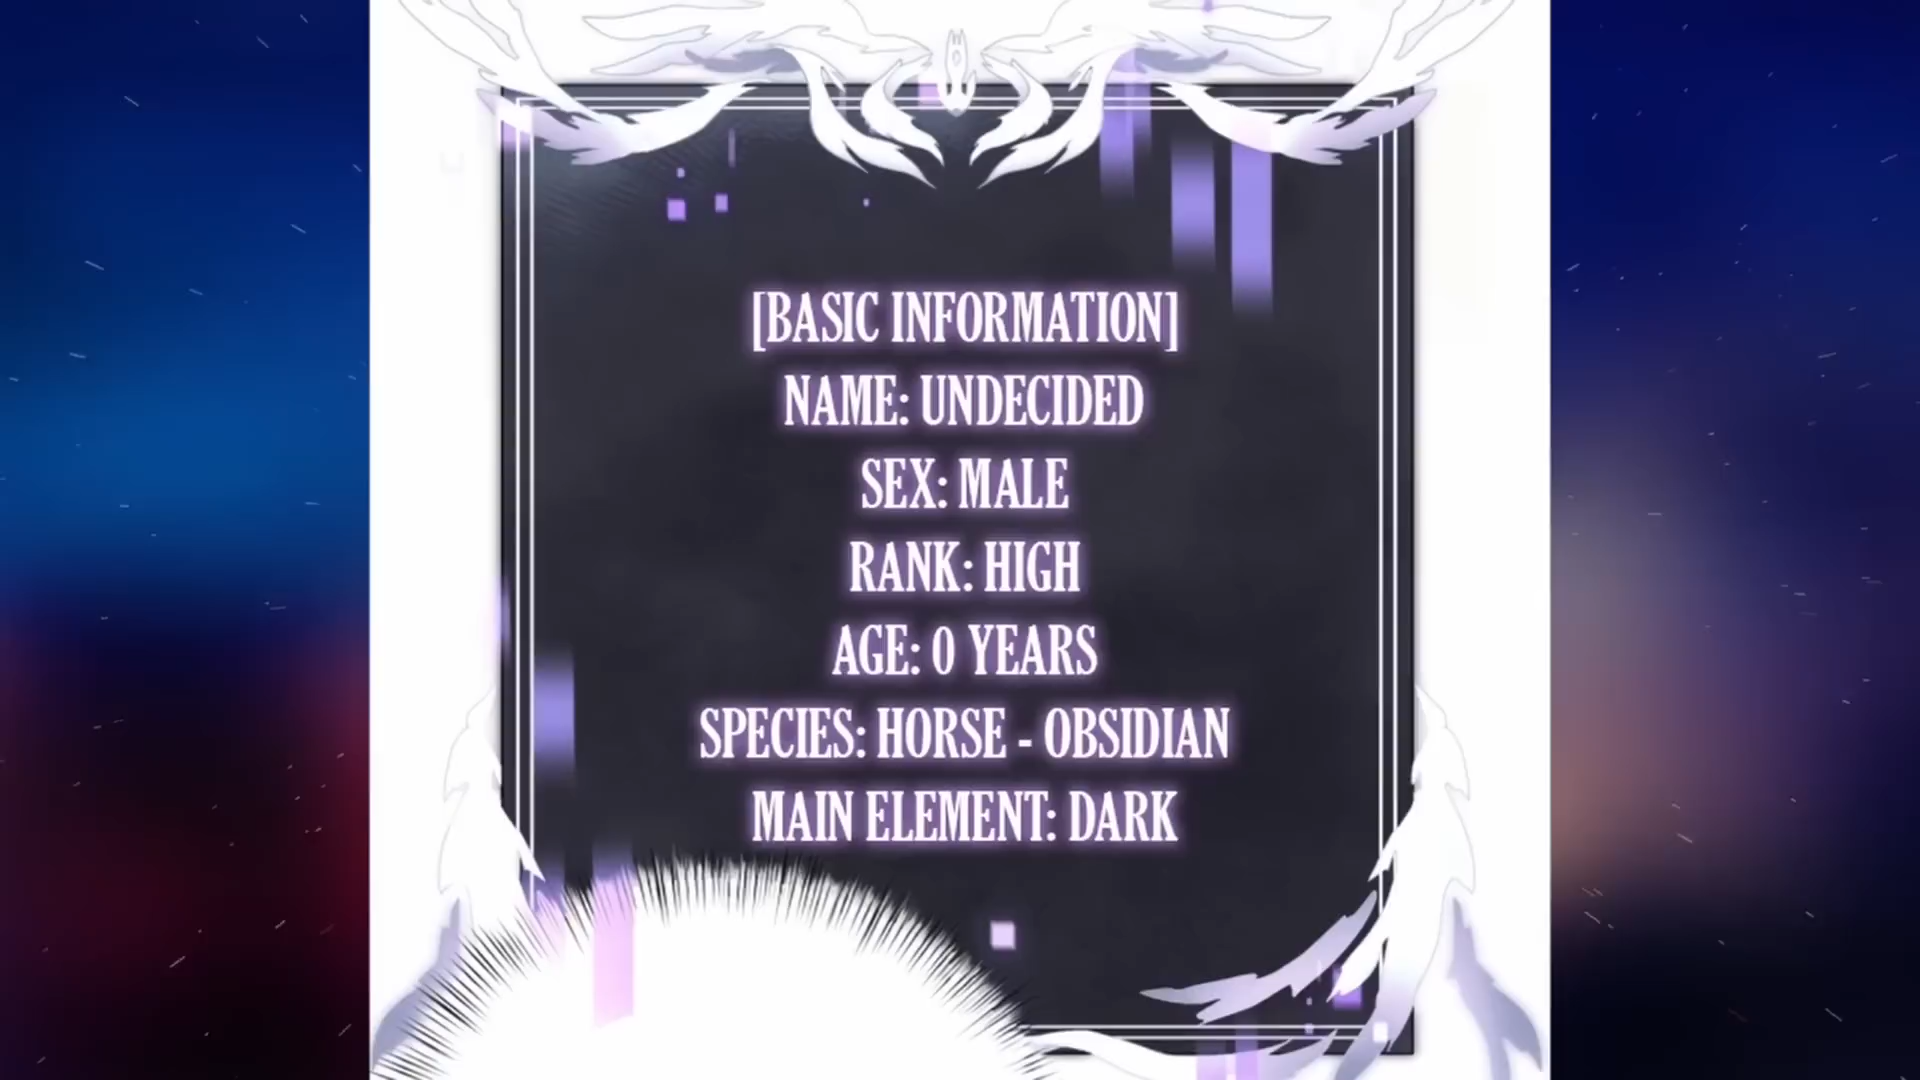 [BASIC INFORMATION]
NAME: UNDECIDED
SEX: MALE
RANK: HIGH
AGE: 0 YEARS
SPECIES: HORSE - OBSIDIAN
MAIN ELEMENT: DARK